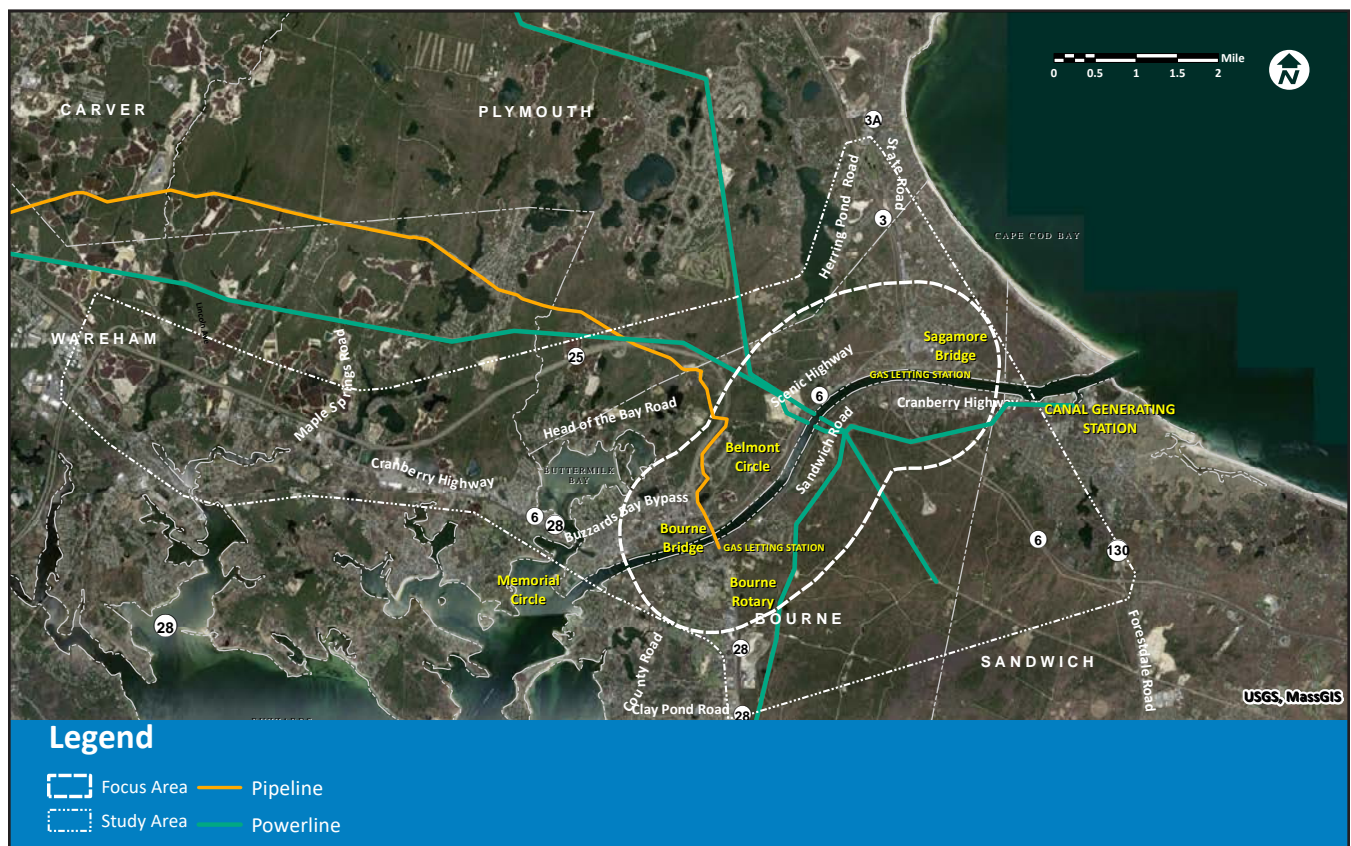 Mile
0 0.5 1 1.5 2
N
CARVER
PLYMOUTH
3A
State Road
Herring Pond Road
3
CAPE COD BAY
WAREHAM
Maple Springs Road
25
Sagamore
Bridge
Scenic Highway
GAS LETTING STATION
6
Cranberry Highway
CANAL GENERATING
STATION
Head of the Bay Road
Belmont
Circle
Sandwich Road
Cranberry Highway
BUTTERMILK
BAY
Buzzards Bay Bypass
6
28
Bourne
Bridge
GAS LETTING STATION
6
130
Memorial
Circle
Bourne
Rotary
28
BOURNE
28
County Road
SANDWICH
Forestdale Road
Clay Pond Road
28
USGS, MassGIS
Legend
Focus Area
Pipeline
Study Area
Powerline